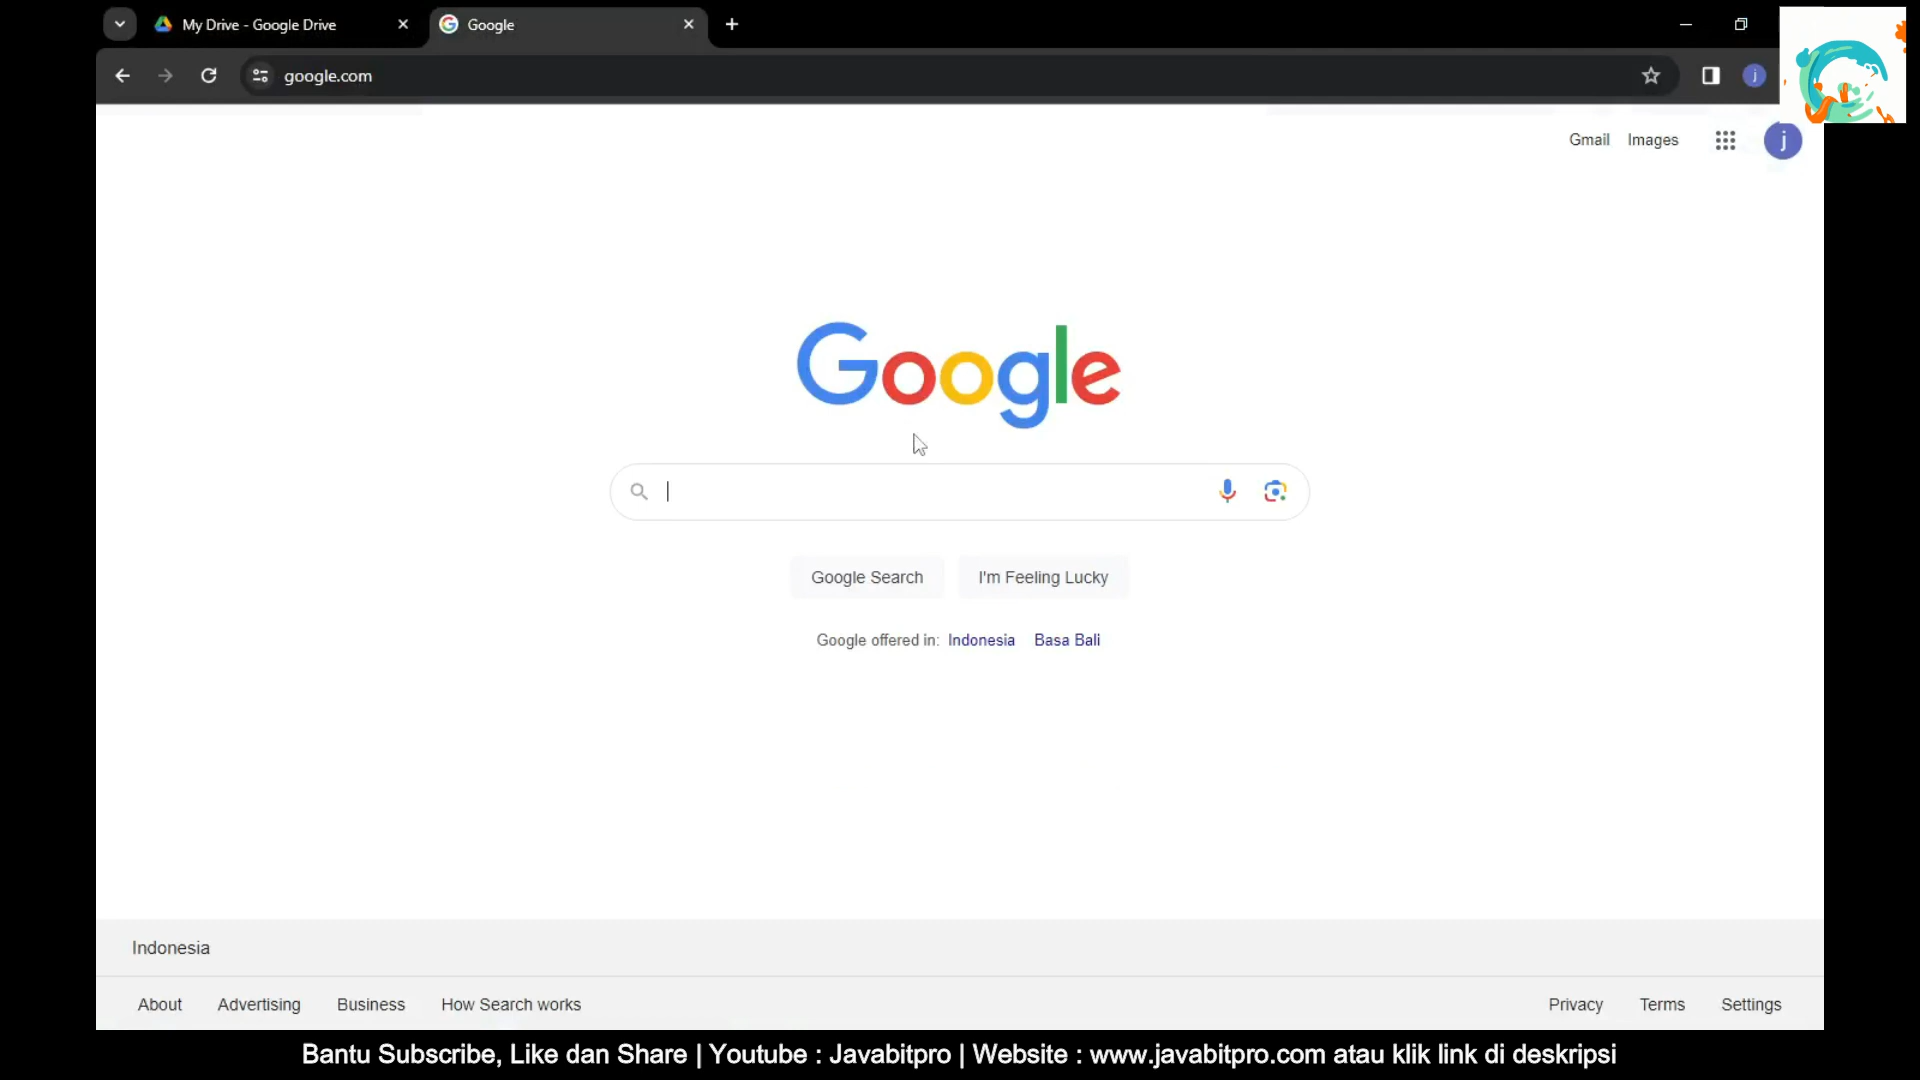 My Drive - Google Drive
Google
google.com
j
Gmail Images
j
Google
Google Search
I'm Feeling Lucky
Google offered in: Indonesia Basa Bali
Indonesia
About Advertising Business How Search works
Privacy Terms Settings
Bantu Subscribe, Like dan Share | Youtube : Javabitpro | Website : www.javabitpro.com atau klik link di deskripsi